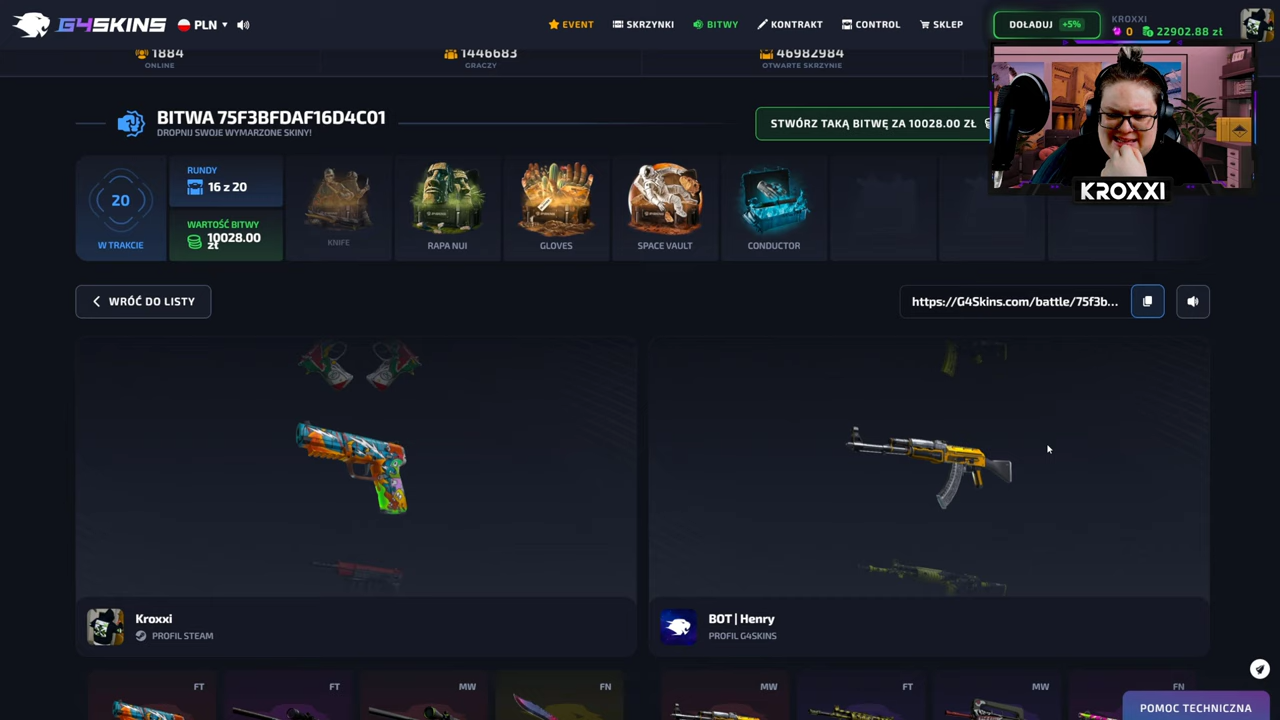 G4SKINS
PLN
EVENT
SKRZYNKI
BITWY
KONTRAKT
CONTROL
SKLEP
DOŁADUJ +5%
KROXXI
0 22902.88 zł
1884
ONLINE
1446683
GRACZY
46982984
OTWARTE SKRZYNIE
BITWA 75F3BFDAF16D4C01
DROPNIJ SWOJE WYMARZONE SKINY!
STWÓRZ TAKĄ BITWĘ ZA 10028.00 ZŁ
KROXXI
20
W TRAKCIE
RUNDY
16 z 20
WARTOŚĆ BITWY
10028.00
zł
KNIFE
RAPA NUI
GLOVES
SPACE VAULT
CONDUCTOR
WRÓĆ DO LISTY
https://G4Skins.com/battle/75f3b...
Kroxxi
PROFIL STEAM
BOT | Henry
PROFIL G4SKINS
FT
FT
MW
FN
MW
FT
MW
FN
POMOC TECHNICZNA